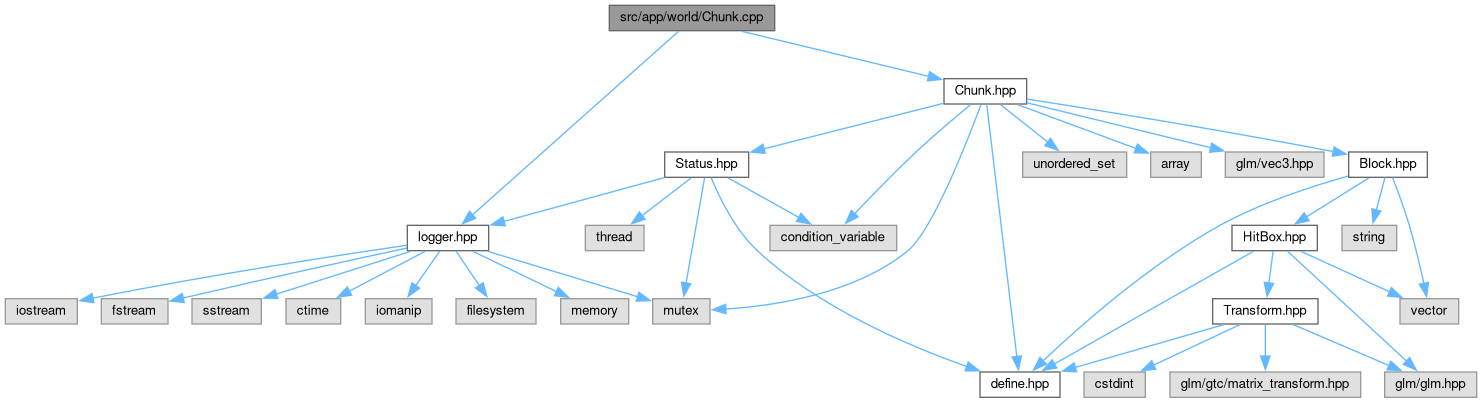 src/app/world/Chunk.cpp
Chunk.hpp
Status.hpp
unordered_set
array
glm/vec3.hpp
Block.hpp
logger.hpp
thread
condition_variable
HitBox.hpp
string
iostream
fstream
sstream
ctime
iomanip
filesystem
memory
mutex
Transform.hpp
vector
define.hpp
cstdint
glm/gtc/matrix_transform.hpp
glm/glm.hpp